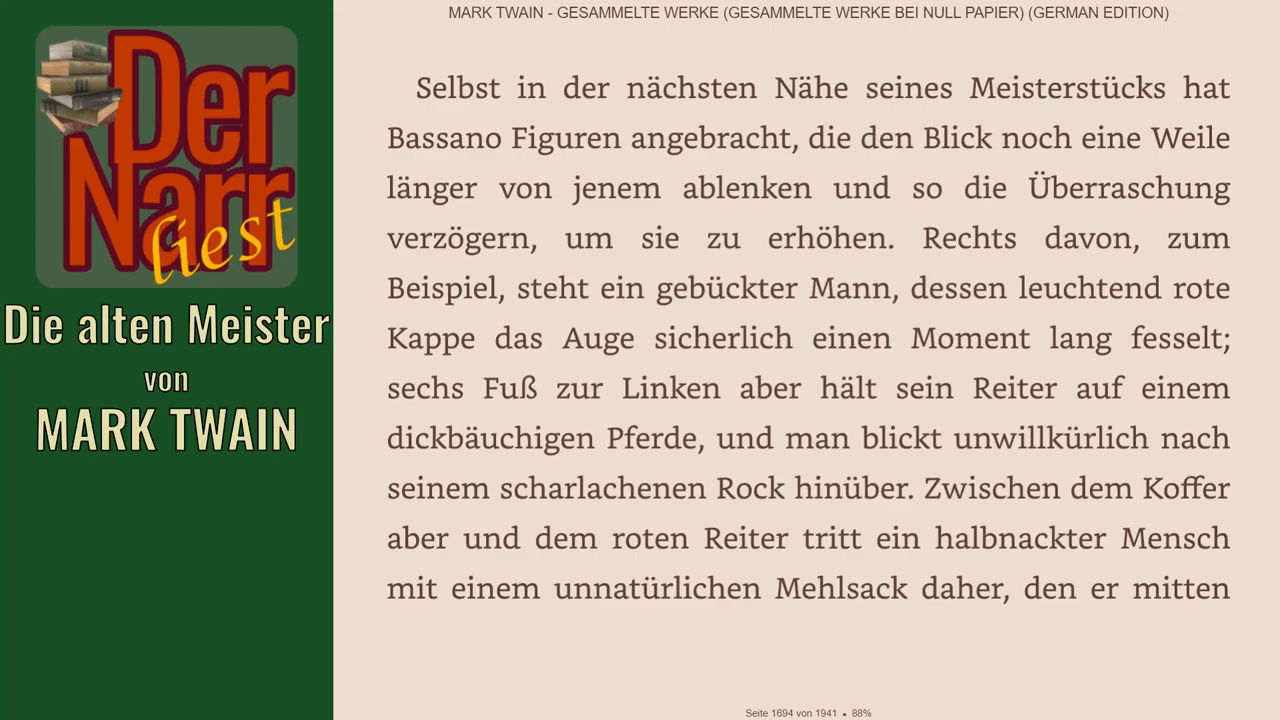 Der
Narr
liest
Die alten Meister
von
MARK TWAIN
MARK TWAIN - GESAMMELTE WERKE (GESAMMELTE WERKE BEI NULL PAPIER) (GERMAN EDITION)
Selbst in der nächsten Nähe seines Meisterstücks hat
Bassano Figuren angebracht, die den Blick noch eine Weile
länger von jenem ablenken und so die Überraschung
verzögern, um sie zu erhöhen. Rechts davon, zum
Beispiel, steht ein gebückter Mann, dessen leuchtend rote
Kappe das Auge sicherlich einen Moment lang fesselt;
sechs Fuß zur Linken aber hält sein Reiter auf einem
dickbäuchigen Pferde, und man blickt unwillkürlich nach
seinem scharlachenen Rock hinüber. Zwischen dem Koffer
aber und dem roten Reiter tritt ein halbnackter Mensch
mit einem unnatürlichen Mehlsack daher, den er mitten
Seite 1694 von 1941 • 88%